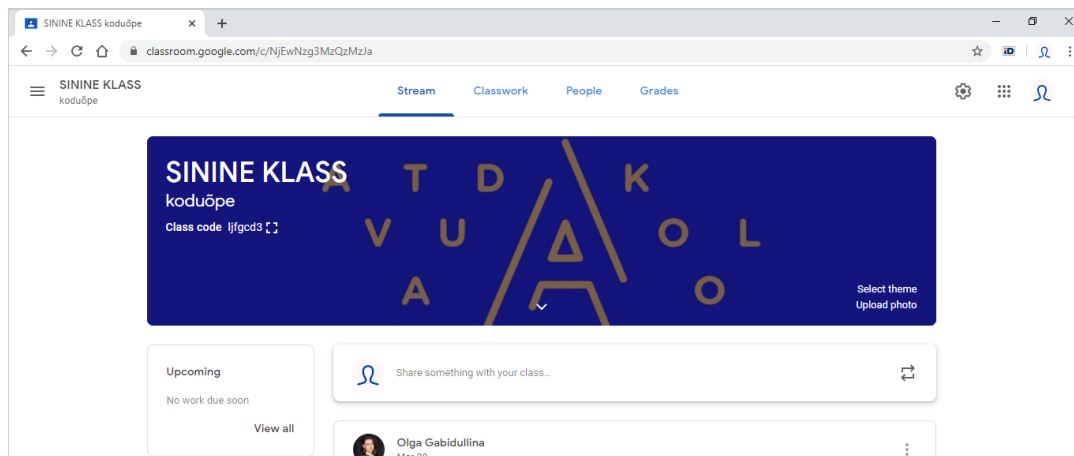 SININE KLASS koduõpe
classroom.google.com/c/NjEwNzg3MzQzMzJa
SININE KLASS
koduõpe
Stream Classwork People Grades
SININE KLASS
koduõpe
Class code ljfgcd3
A T D K
V U A O L
A O
Select theme
Upload photo
Upcoming
No work due soon
View all
Share something with your class...
Olga Gabidullina